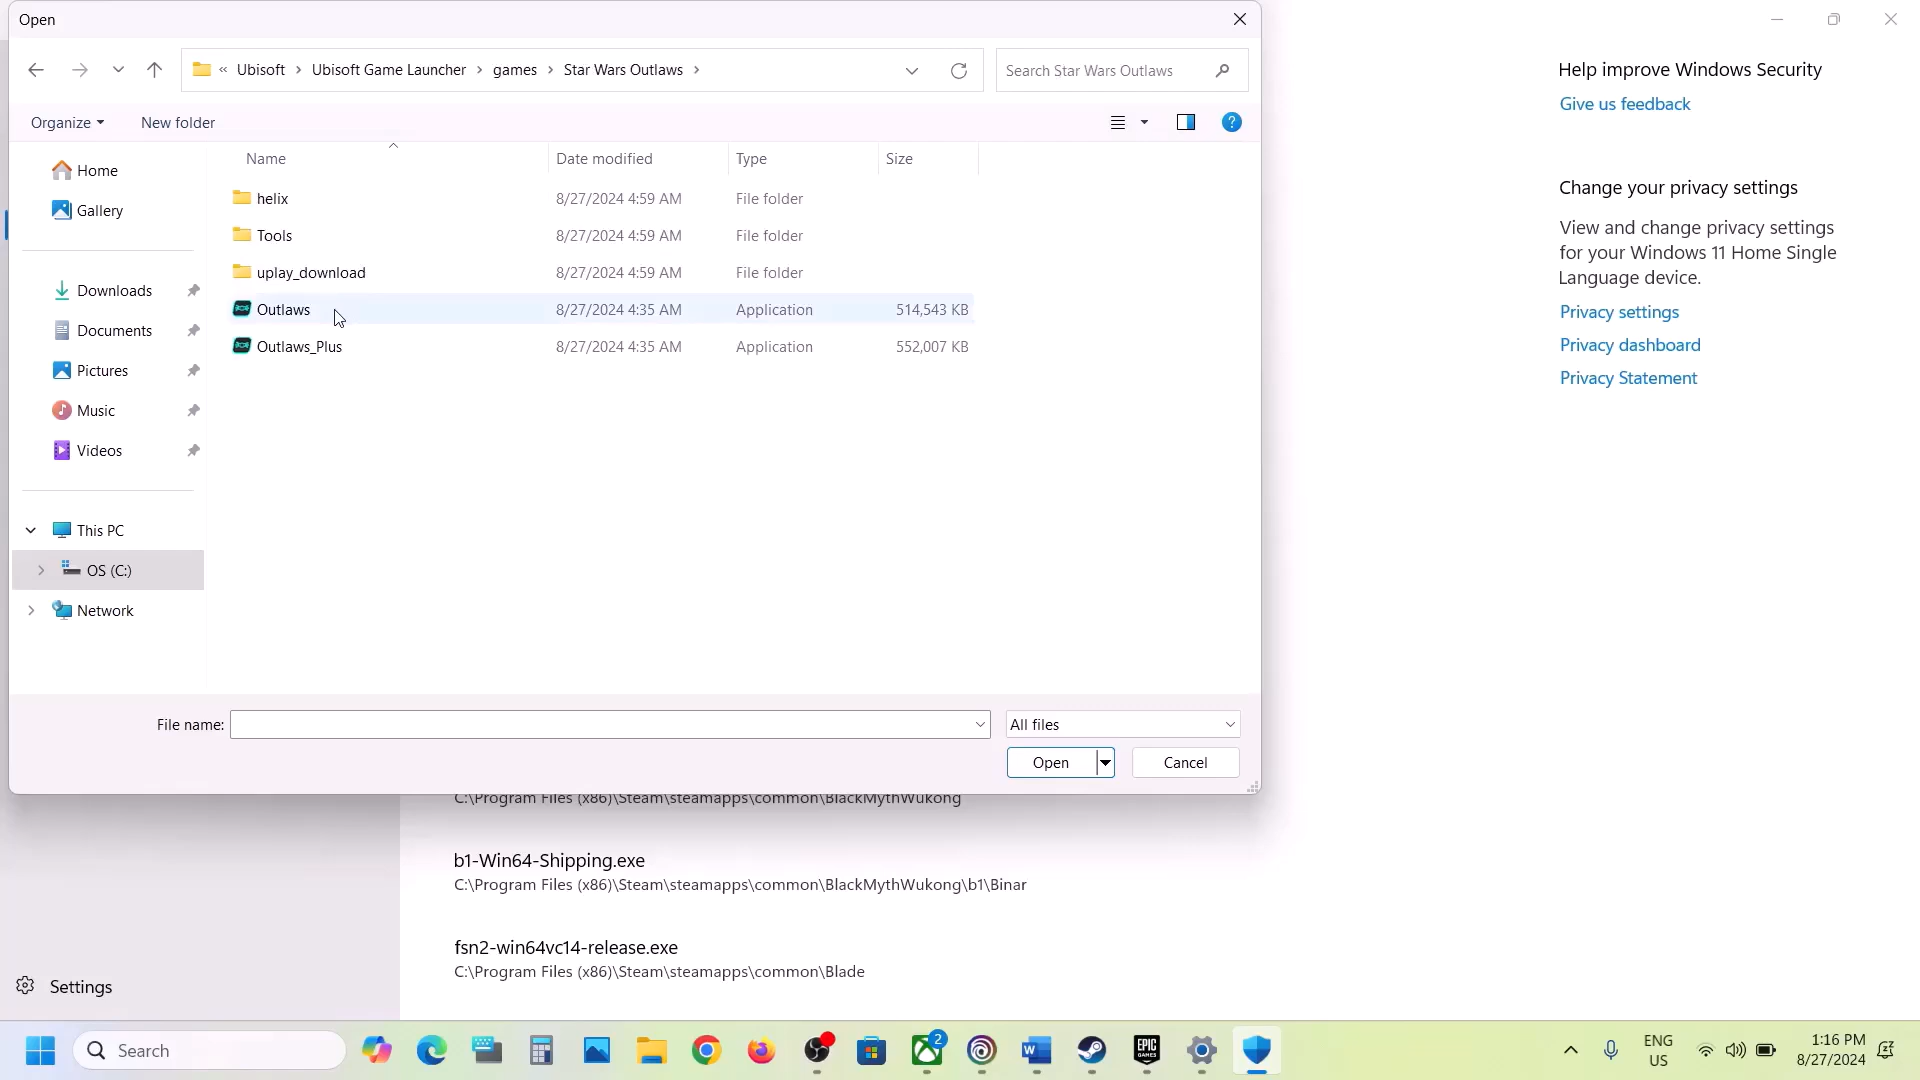 Open
« Ubisoft › Ubisoft Game Launcher › games › Star Wars Outlaws ›
Search Star Wars Outlaws
Organize
New folder
?
Name
Date modified
Type
Size
Home
Gallery
Downloads
Documents
Pictures
Music
Videos
This PC
OS (C:)
Network
helix 8/27/2024 4:59 AM File folder
Tools 8/27/2024 4:59 AM File folder
uplay_download 8/27/2024 4:59 AM File folder
Outlaws 8/27/2024 4:35 AM Application 514,543 KB
Outlaws_Plus 8/27/2024 4:35 AM Application 552,007 KB
File name:
All files
Open
Cancel
Help improve Windows Security
Give us feedback
Change your privacy settings
View and change privacy settings
for your Windows 11 Home Single
Language device.
Privacy settings
Privacy dashboard
Privacy Statement
C:\Program Files (x86)\Steam\steamapps\common\BlackMythWukong
b1-Win64-Shipping.exe
C:\Program Files (x86)\Steam\steamapps\common\BlackMythWukong\b1\Binar
fsn2-win64vc14-release.exe
C:\Program Files (x86)\Steam\steamapps\common\Blade
Settings
Search
2
W
EPIC
GAMES
ENG
US
1:16 PM
8/27/2024